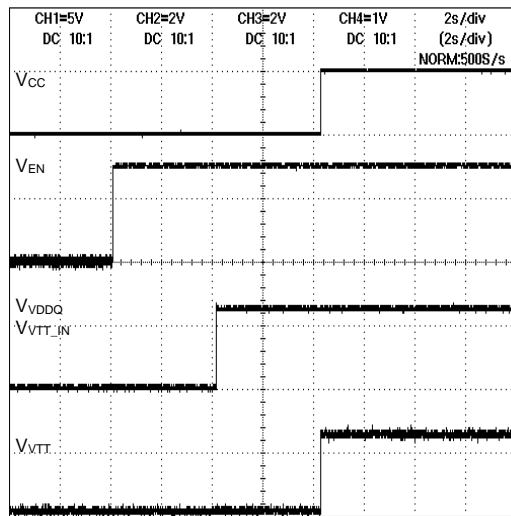 CH1=5V CH2=2V CH3=2V CH4=1V 2s/div
DC 10:1 DC 10:1 DC 10:1 DC 10:1 (2s/div)
NORM:500S/s
VCC
VEN
VVDDQ
VVTT_IN
VVTT